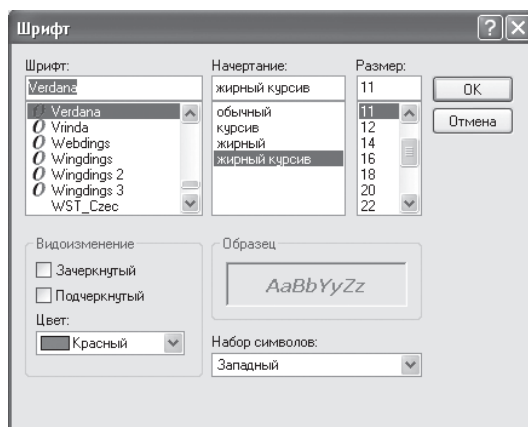 Шрифт
Шрифт:
Verdana
Verdana
Vrinda
Webdings
Wingdings
Wingdings 2
Wingdings 3
WST_Czec
Начертание:
жирный курсив
обычный
курсив
жирный
жирный курсив
Размер:
11
11
12
14
16
18
20
22
OK
Отмена
Видоизменение
Зачеркнутый
Подчеркнутый
Цвет:
Красный
Образец
AaBbYyZz
Набор символов:
Западный